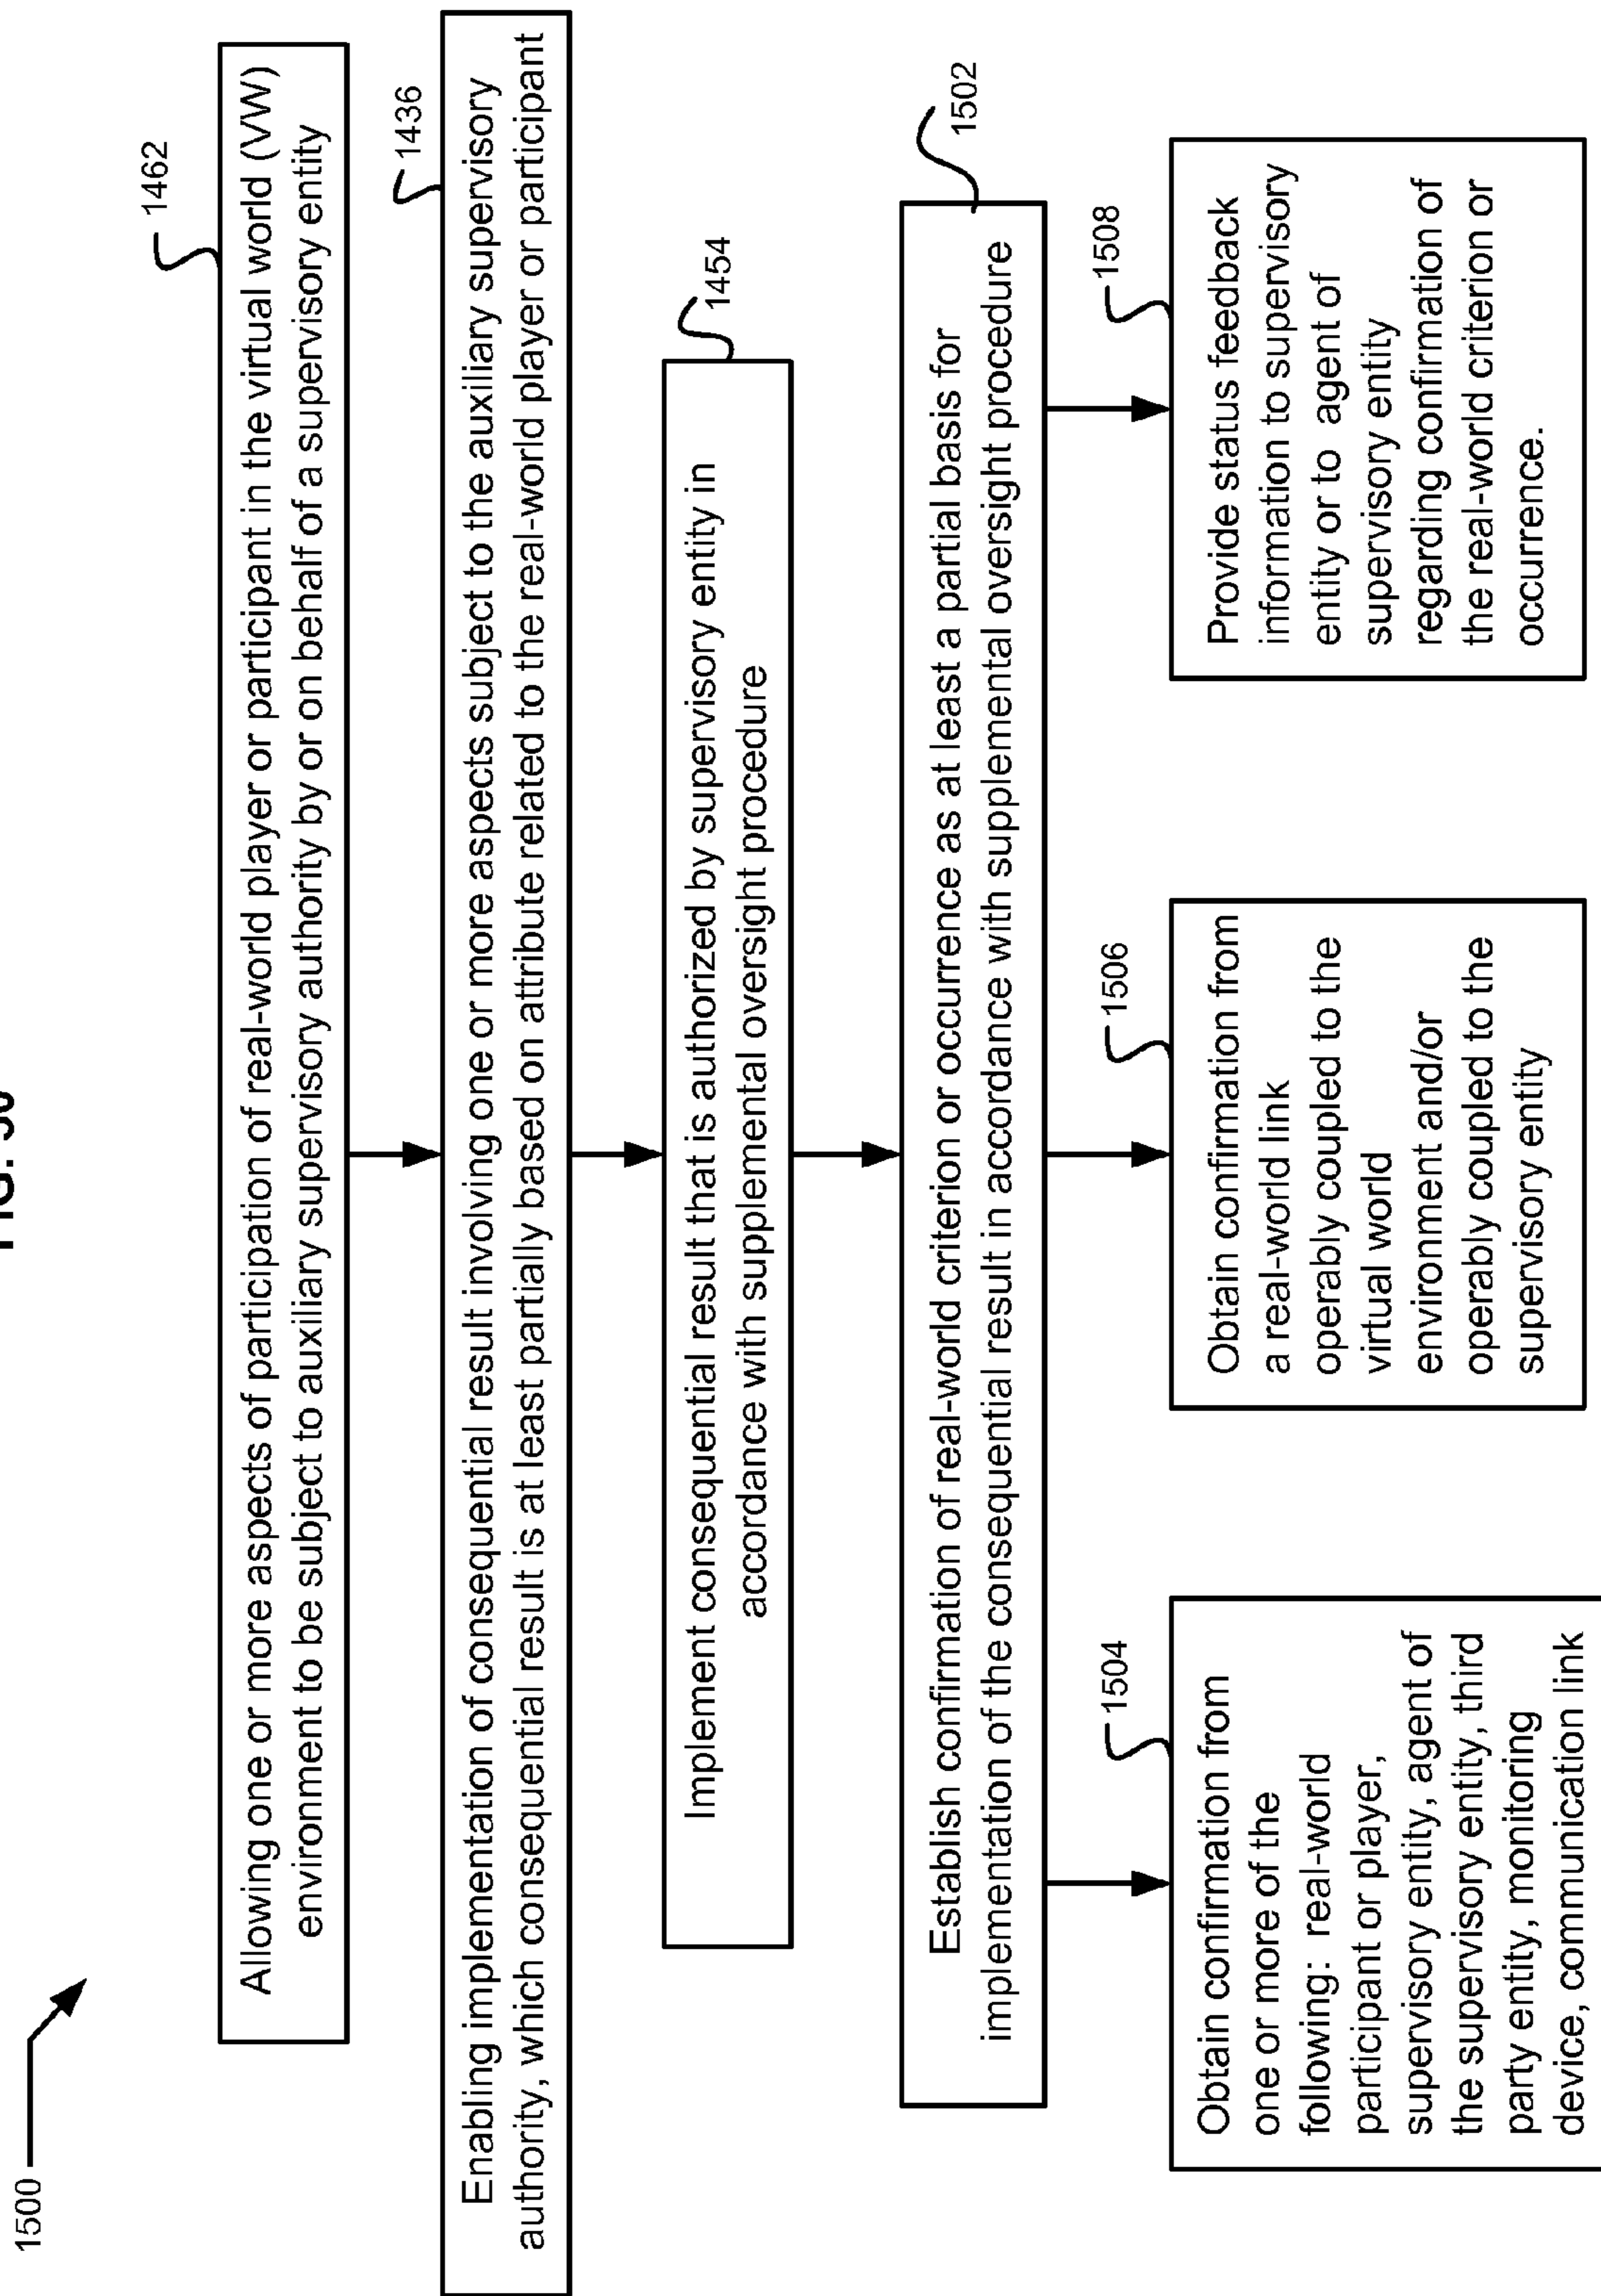 1500
1462
Allowing one or more aspects of participation of real-world player or participant in the virtual world (VW)
environment to be subject to auxiliary supervisory authority by or on behalf of a supervisory entity
1436
Enabling implementation of consequential result involving one or more aspects subject to the auxiliary supervisory
authority, which consequential result is at least partially based on attribute related to the real-world player or participant
1454
Implement consequential result that is authorized by supervisory entity in
accordance with supplemental oversight procedure
1502
Establish confirmation of real-world criterion or occurrence as at least a partial basis for
implementation of the consequential result in accordance with supplemental oversight procedure
1504
Obtain confirmation from
one or more of the
following: real-world
participant or player,
supervisory entity, agent of
the supervisory entity, third
party entity, monitoring
device, communication link
1506
Obtain confirmation from
a real-world link
operably coupled to the
virtual world
environment and/or
operably coupled to the
supervisory entity
1508
Provide status feedback
information to supervisory
entity or to agent of
supervisory entity
regarding confirmation of
the real-world criterion or
occurrence.